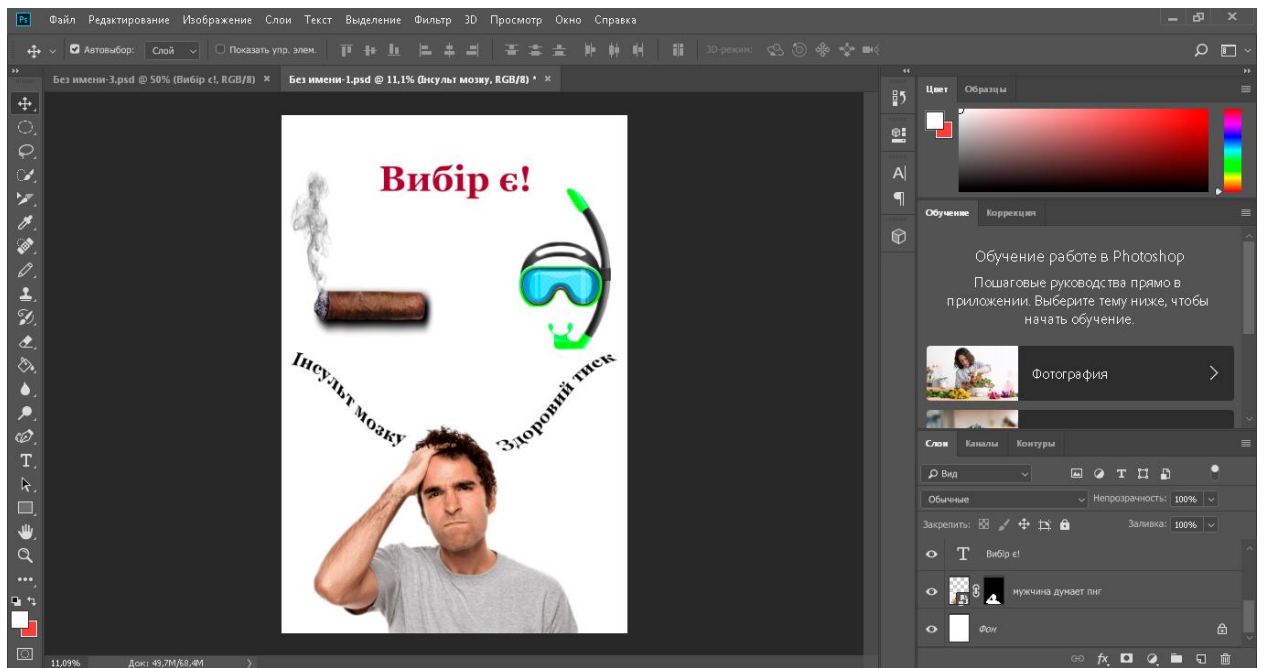 Ps Файл Редактирование Изображение Слои Текст Выделение Фильтр 3D Просмотр Окно Справка
Автовыбор: Слой Показать упр. элем. 3D-режим:
Без имени-3.psd @ 50% (Вибір є!, RGB/8) × Без имени-1.psd @ 11,1% (Інсульт мозку, RGB/8) * ×
Вибір є!
Інсульт мозку
Здоровий тиск
Цвет Образцы
Обучение Коррекция
Обучение работе в Photoshop
Пошаговые руководства прямо в
приложении. Выберите тему ниже, чтобы
начать обучение.
Фотография
Слои Каналы Контуры
Вид
Обычные Непрозрачность: 100%
Закрепить: Заливка: 100%
T Вибір є!
мужчина думает пнг
Фон
fx
11,09% Док: 49,7M/68,4M